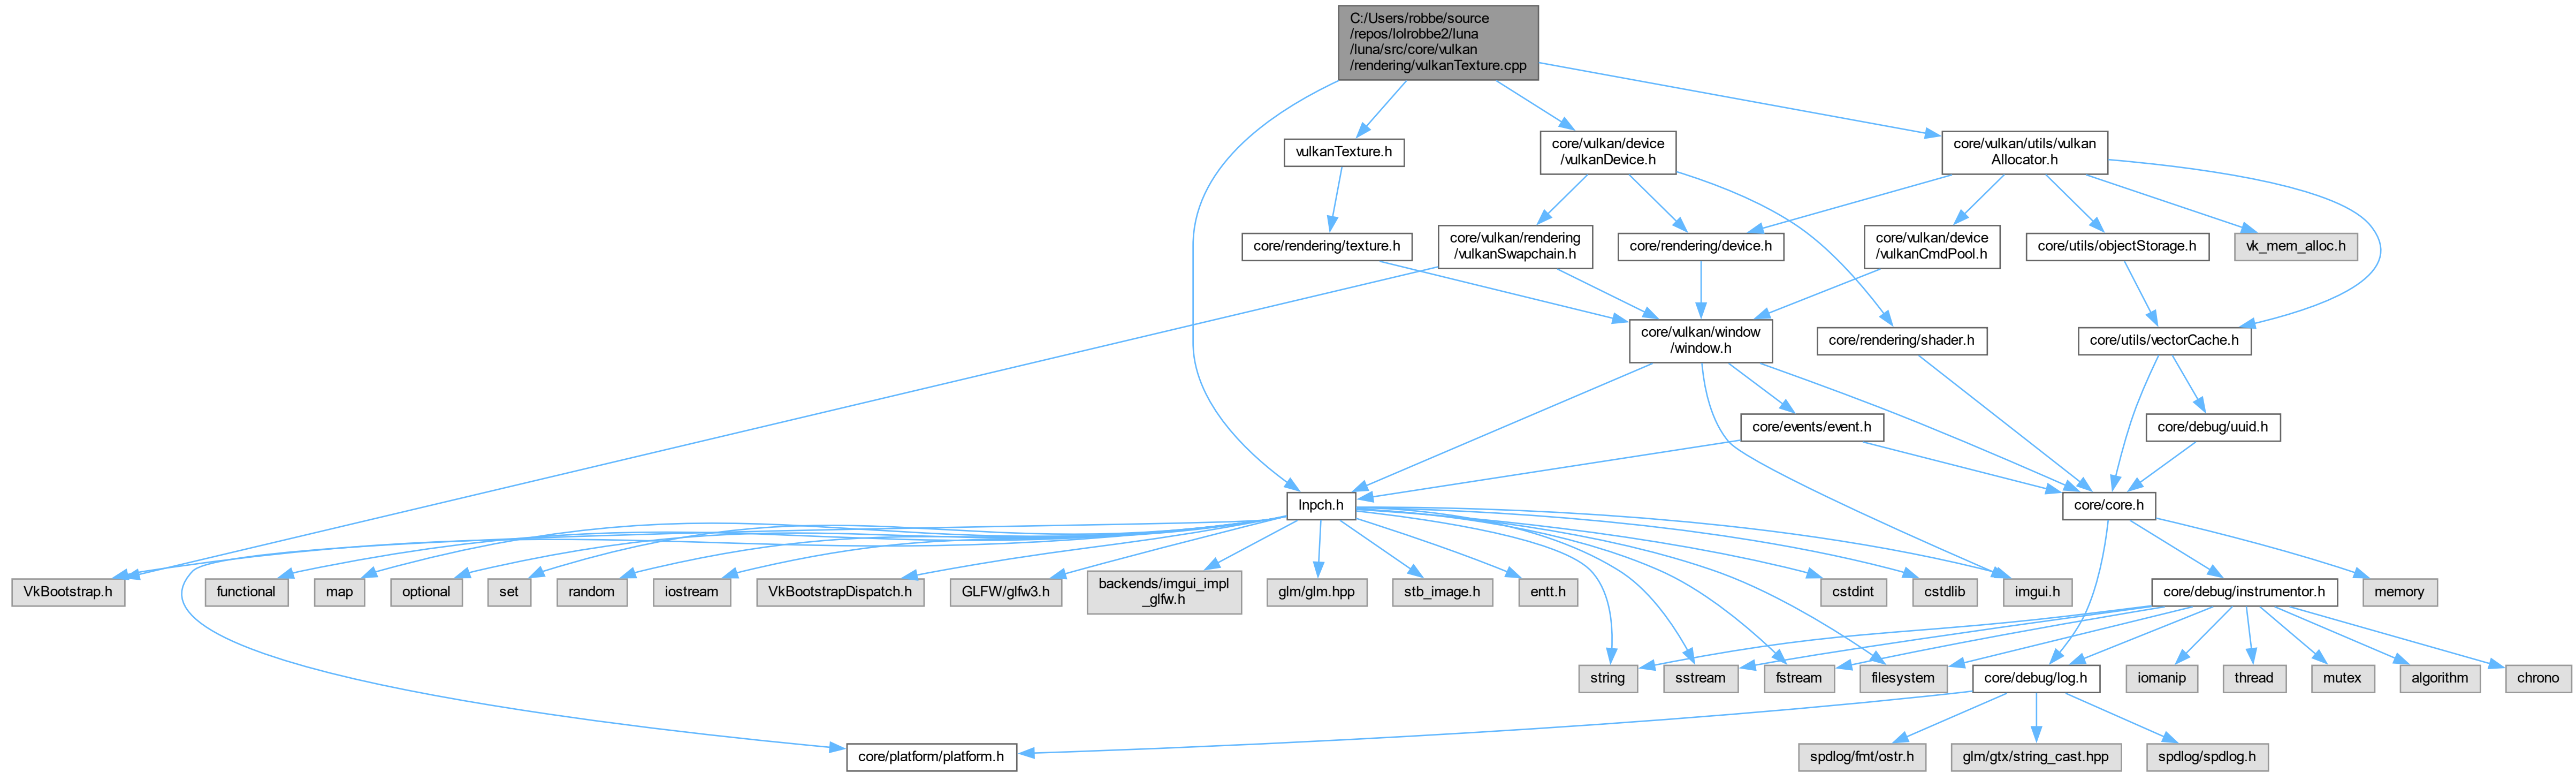 C:/Users/robbe/source
/repos/lolrobbe2/luna
/luna/src/core/vulkan
/rendering/vulkanTexture.cpp
vulkanTexture.h
core/vulkan/device
/vulkanDevice.h
core/vulkan/utils/vulkan
Allocator.h
core/rendering/texture.h
core/vulkan/rendering
/vulkanSwapchain.h
core/rendering/device.h
core/vulkan/device
/vulkanCmdPool.h
core/utils/objectStorage.h
vk_mem_alloc.h
core/vulkan/window
/window.h
core/rendering/shader.h
core/utils/vectorCache.h
core/events/event.h
core/debug/uuid.h
lnpch.h
core/core.h
VkBootstrap.h
functional
map
optional
set
random
iostream
VkBootstrapDispatch.h
GLFW/glfw3.h
backends/imgui_impl
_glfw.h
glm/glm.hpp
stb_image.h
entt.h
cstdint
cstdlib
imgui.h
core/debug/instrumentor.h
memory
string
sstream
fstream
filesystem
core/debug/log.h
iomanip
thread
mutex
algorithm
chrono
core/platform/platform.h
spdlog/fmt/ostr.h
glm/gtx/string_cast.hpp
spdlog/spdlog.h